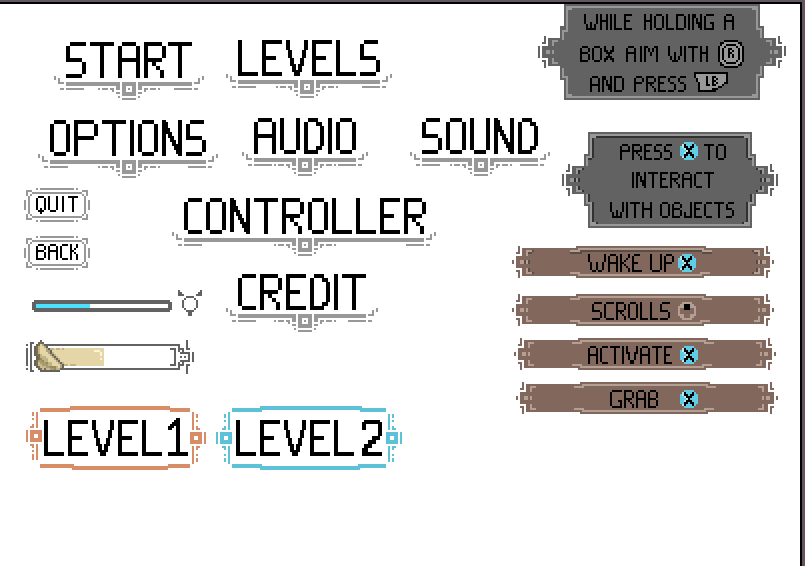 START
LEVELS
OPTIONS
AUDIO
SOUND
QUIT
CONTROLLER
BACK
CREDIT
LEVEL1
LEVEL2
WHILE HOLDING A
BOX AIM WITH R
AND PRESS LB
PRESS X TO
INTERACT
WITH OBJECTS
WAKE UP X
SCROLLS
ACTIVATE X
GRAB X